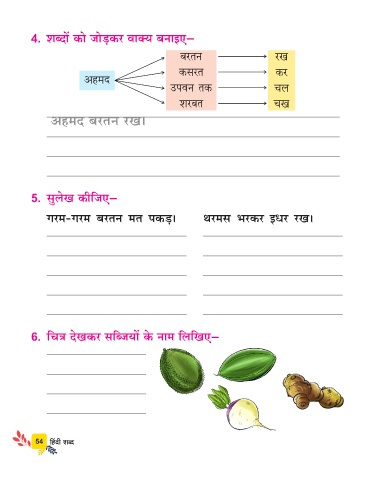 4. शब्दों को जोड़कर वाक्य बनाइए–
अहमद
बरतन रख
कसरत कर
उपवन तक चल
शरबत चख
अहमद बरतन रख।
5. सुलेख कीजिए–
गरम-गरम बरतन मत पकड़। थरमस भरकर इधर रख।
6. चित्र देखकर सब्जियों के नाम लिखिए–
54 हिंदी शब्द